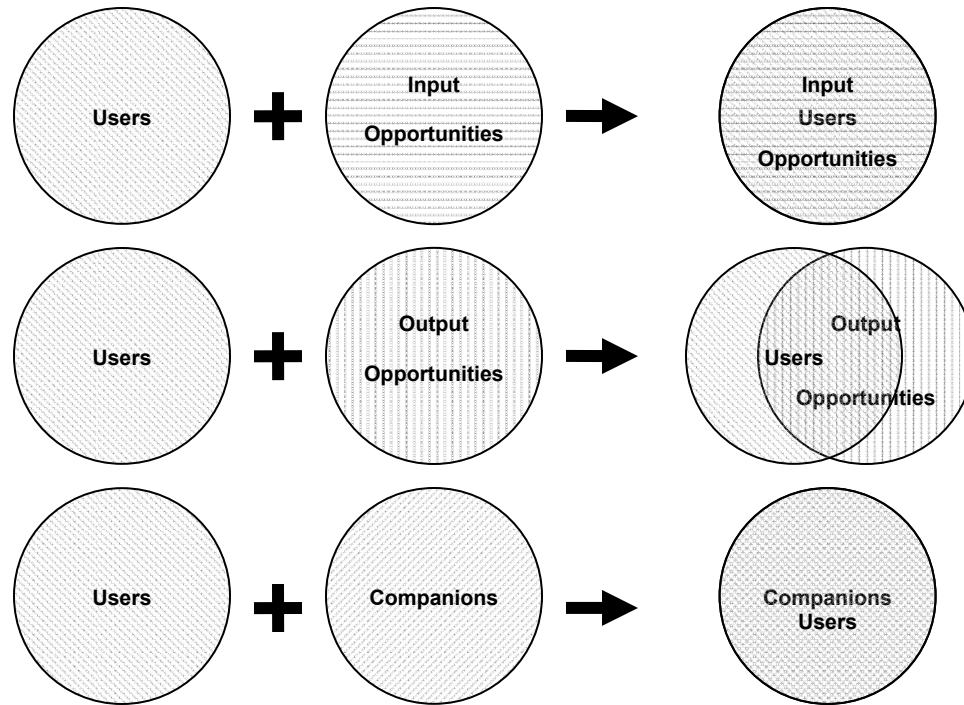 Users
Input
Opportunities
Input
Users
Opportunities
Users
Output
Opportunities
Output
Users
Opportunities
Users
Companions
Companions
Users